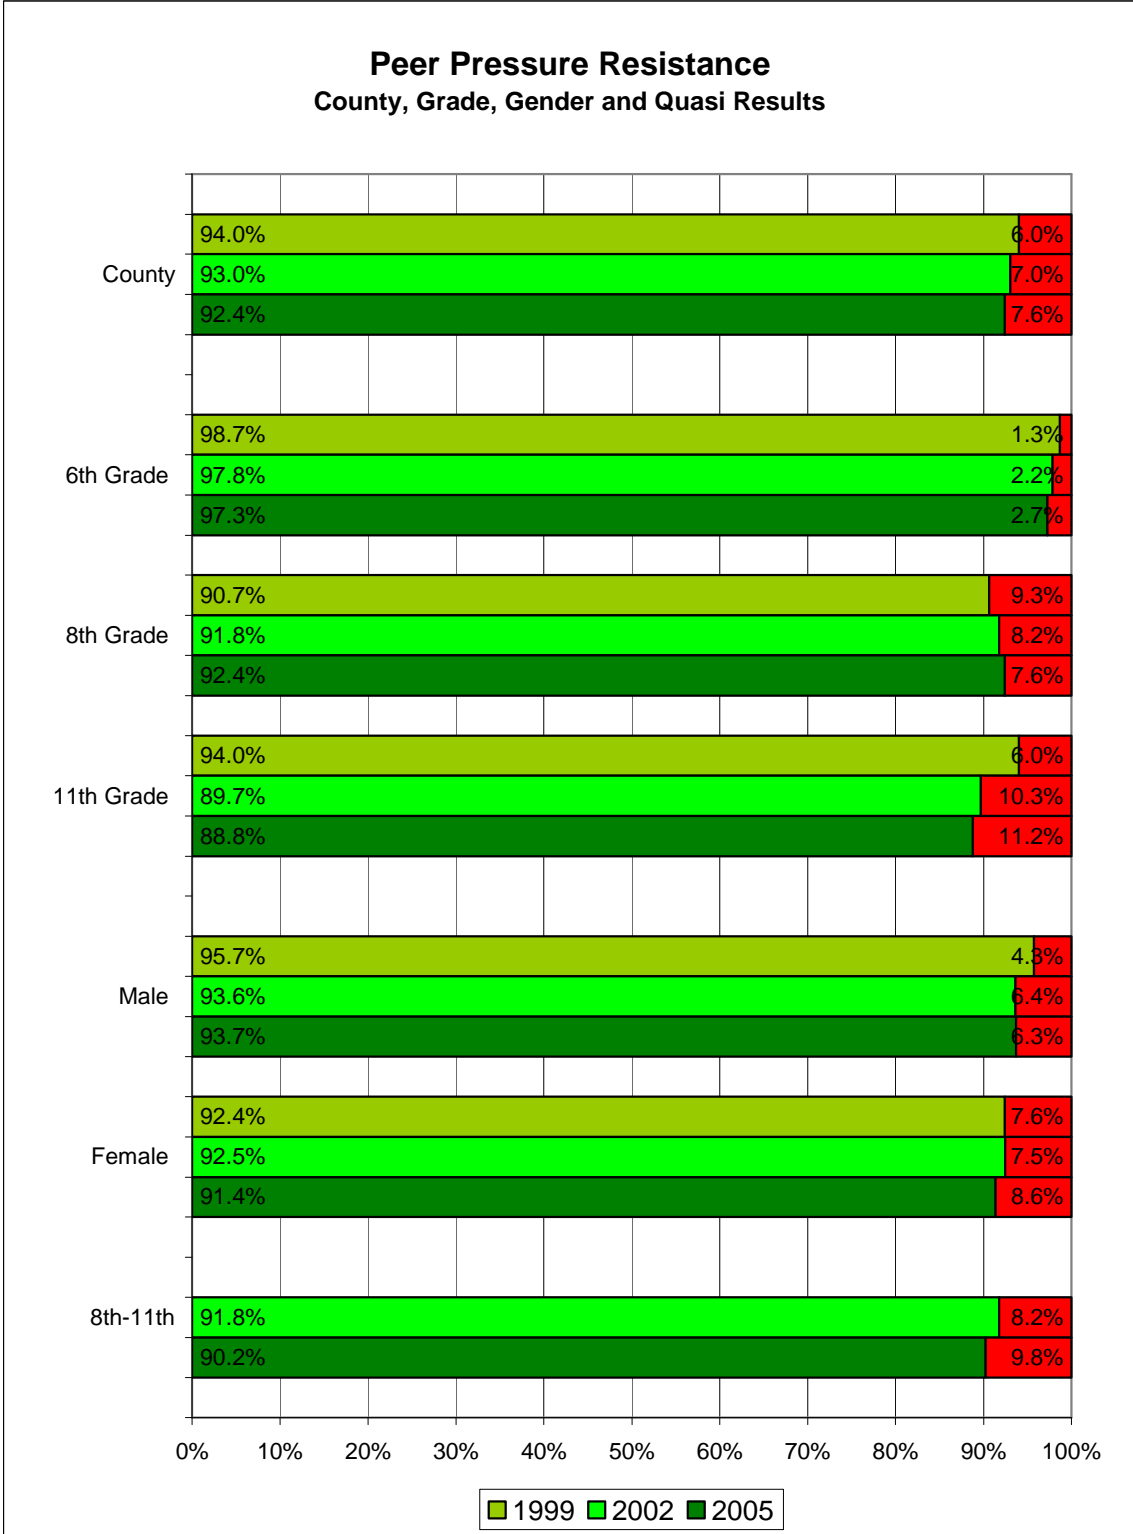 Peer Pressure Resistance
County, Grade, Gender and Quasi Results
94.0% 6.0%
County 93.0% 7.0%
92.4% 7.6%
98.7% 1.3%
6th Grade 97.8% 2.2%
97.3% 2.7%
90.7% 9.3%
8th Grade 91.8% 8.2%
92.4% 7.6%
94.0% 6.0%
11th Grade 89.7% 10.3%
88.8% 11.2%
95.7% 4.3%
Male 93.6% 6.4%
93.7% 6.3%
92.4% 7.6%
Female 92.5% 7.5%
91.4% 8.6%
8th-11th 91.8% 8.2%
90.2% 9.8%
0% 10% 20% 30% 40% 50% 60% 70% 80% 90% 100%
1999 2002 2005